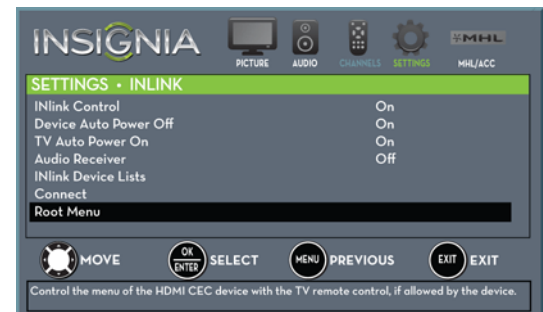 INSIGNIA
PICTURE AUDIO CHANNELS SETTINGS MHL MHL/ACC
SETTINGS • INLINK
INlink Control On
Device Auto Power Off On
TV Auto Power On On
Audio Receiver Off
INlink Device Lists
Connect
Root Menu
MOVE OK ENTER SELECT MENU PREVIOUS EXIT EXIT
Control the menu of the HDMI CEC device with the TV remote control, if allowed by the device.